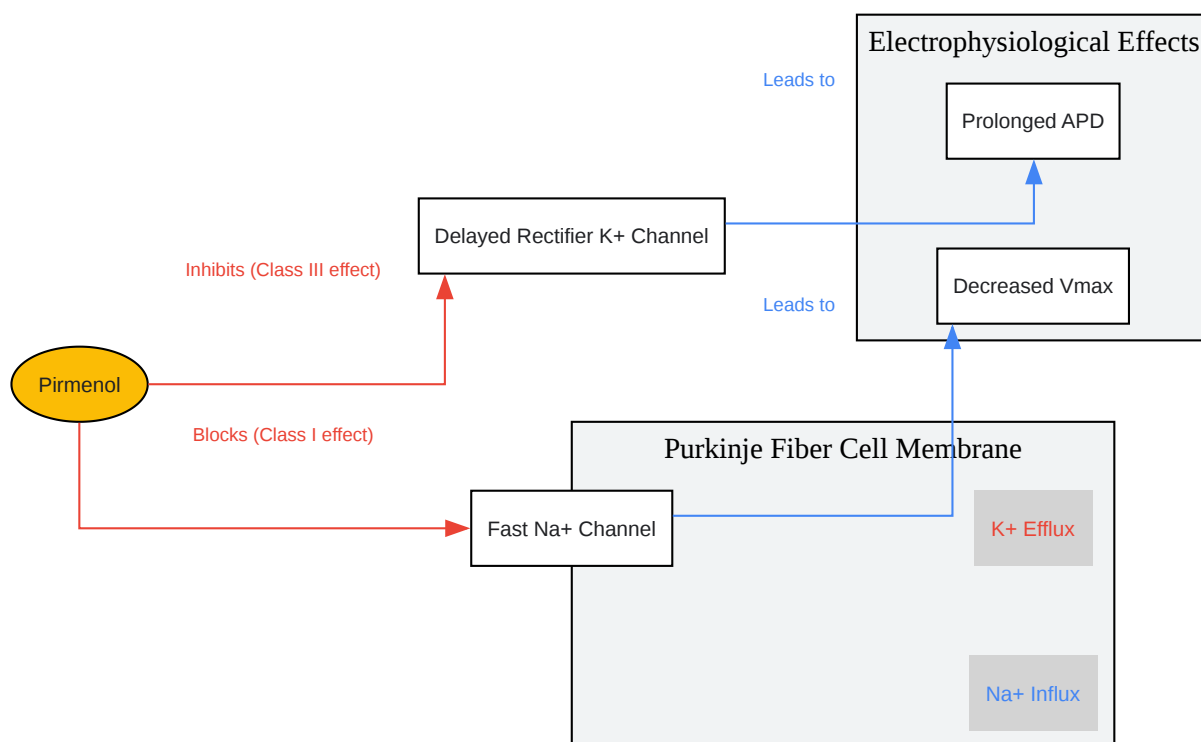 Electrophysiological Effects
Leads to
Prolonged APD
Delayed Rectifier K+ Channel
Inhibits (Class III effect)
Decreased Vmax
Leads to
Pirmenol
Blocks (Class I effect)
Purkinje Fiber Cell Membrane
Fast Na+ Channel
K+ Efflux
Na+ Influx